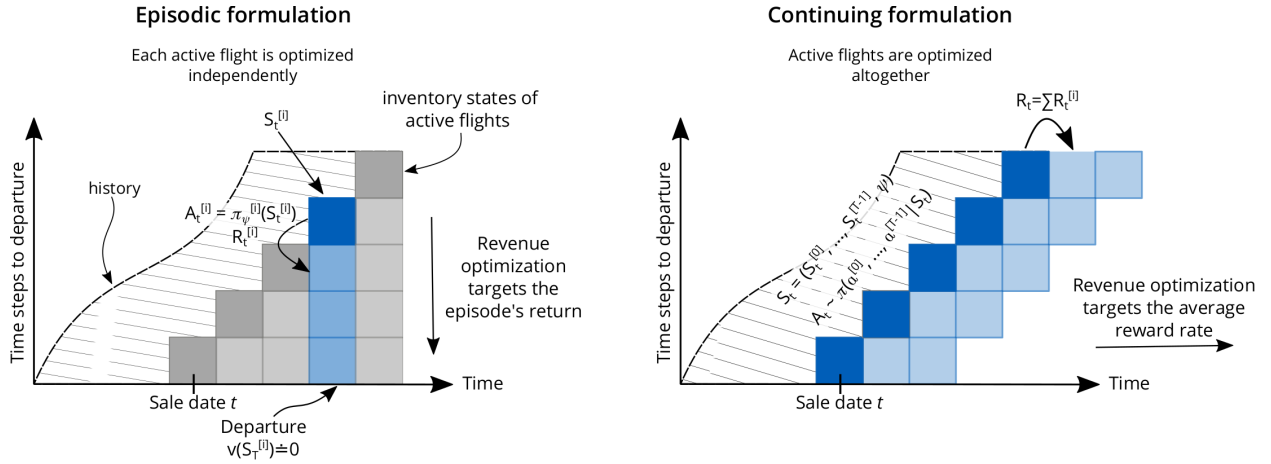 Episodic formulation
Each active flight is optimized
independently
S_t^[i]
inventory states of
active flights
history
A_t^[i] = π_ψ^[i](S_t^[i])
R_t^[i]
Time steps to departure
Revenue
optimization
targets the
episode's return
Time
Sale date t
Departure
v(S_T^[i])≐0
Continuing formulation
Active flights are optimized
altogether
R_t=∑R_t^[i]
S_t = (S_t^[0], ..., S_t^[T-1], ψ)
A_t ~ π(a^[0], ..., a^[T-1] | S_t)
Time steps to departure
Revenue optimization
targets the average
reward rate
Time
Sale date t